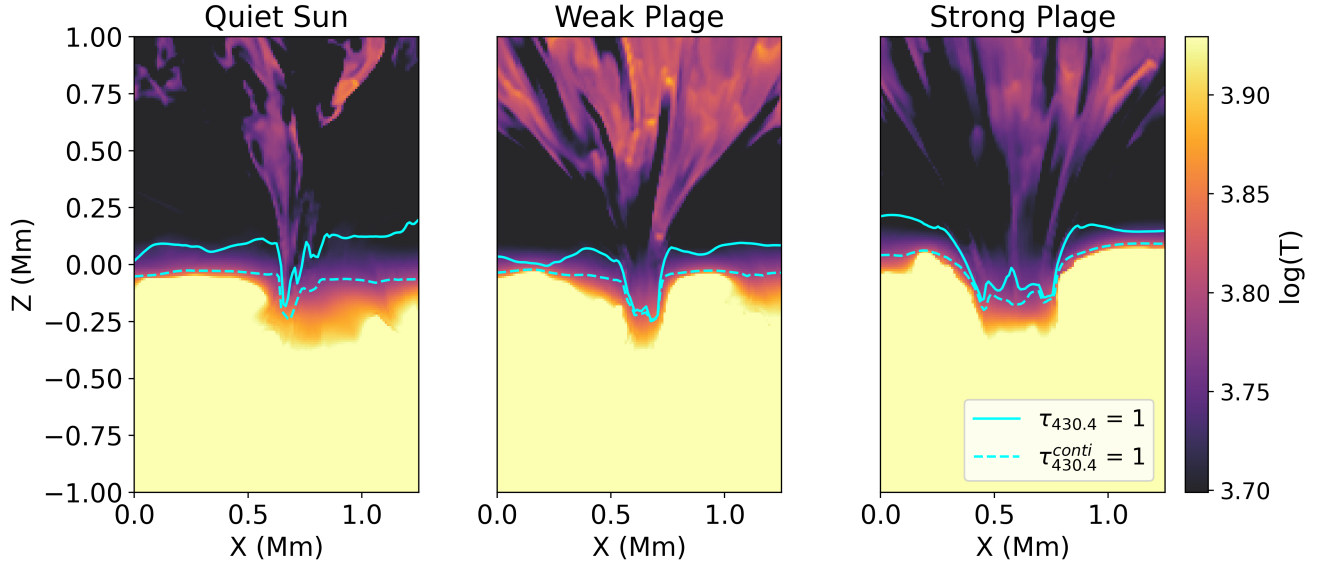 Quiet Sun Weak Plage Strong Plage
1.00
0.75
0.50
0.25
0.00
−0.25
−0.50
−0.75
−1.00
Z (Mm)
0.0 0.5 1.0
X (Mm)
0.0 0.5 1.0
X (Mm)
τ430.4 = 1
τ430.4^conti = 1
0.0 0.5 1.0
X (Mm)
3.90
3.85
3.80
3.75
3.70
log(T)